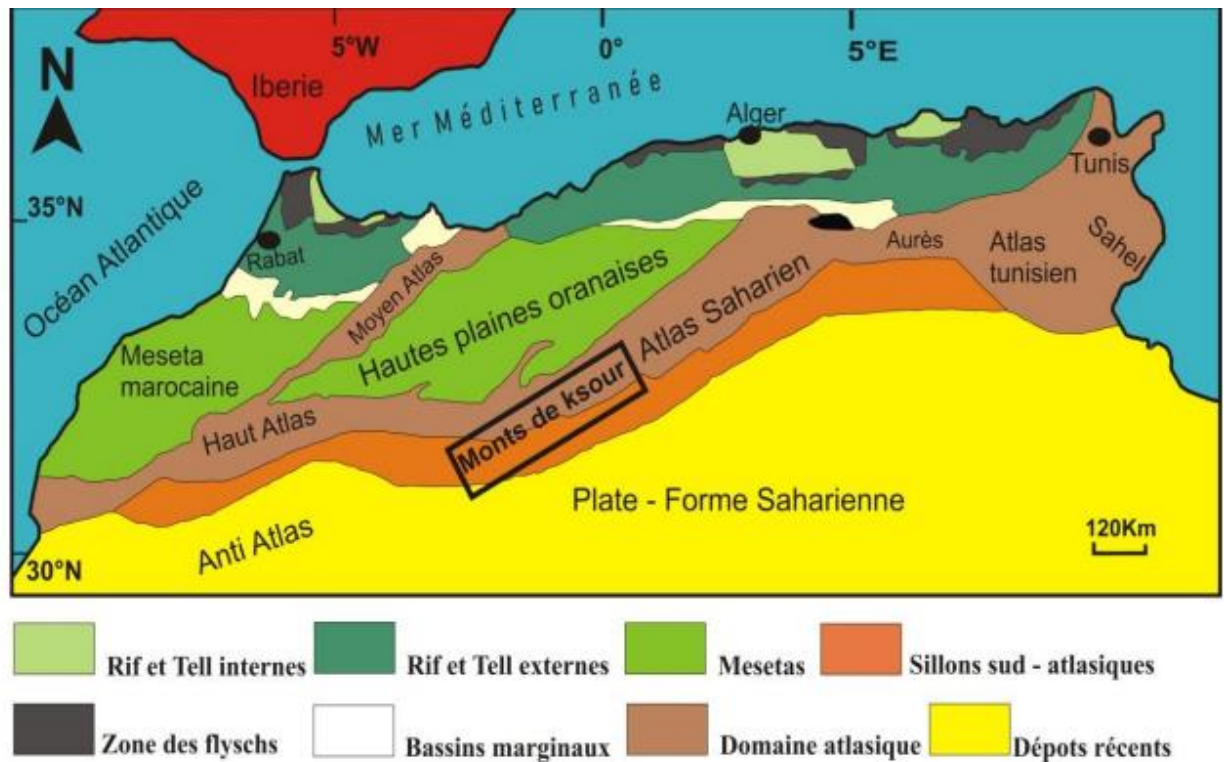 5°W
0°
5°E
N
Iberie
Mer Méditerranée
Alger
Tunis
35°N
Océan Atlantique
Rabat
Moyen Atlas
Hautes plaines oranaises
Atlas Saharien
Aurès
Atlas
tunisien
Sahel
Meseta
marocaine
Haut Atlas
Monts de ksour
Plate - Forme Saharienne
Anti Atlas
120Km
30°N
Rif et Tell internes
Rif et Tell externes
Mesetas
Sillons sud - atlasiques
Zone des flyschs
Bassins marginaux
Domaine atlasique
Dépots récents